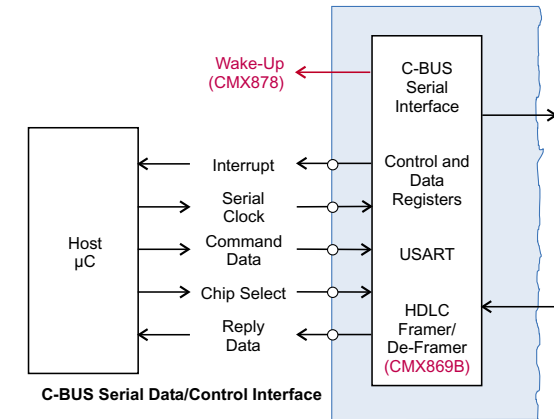 Wake-Up
(CMX878)
C-BUS
Serial
Interface
Interrupt
Control and
Data
Registers
Serial
Clock
Host
µC
Command
Data
USART
Chip Select
HDLC
Framer/
De-Framer
(CMX869B)
Reply
Data
C-BUS Serial Data/Control Interface